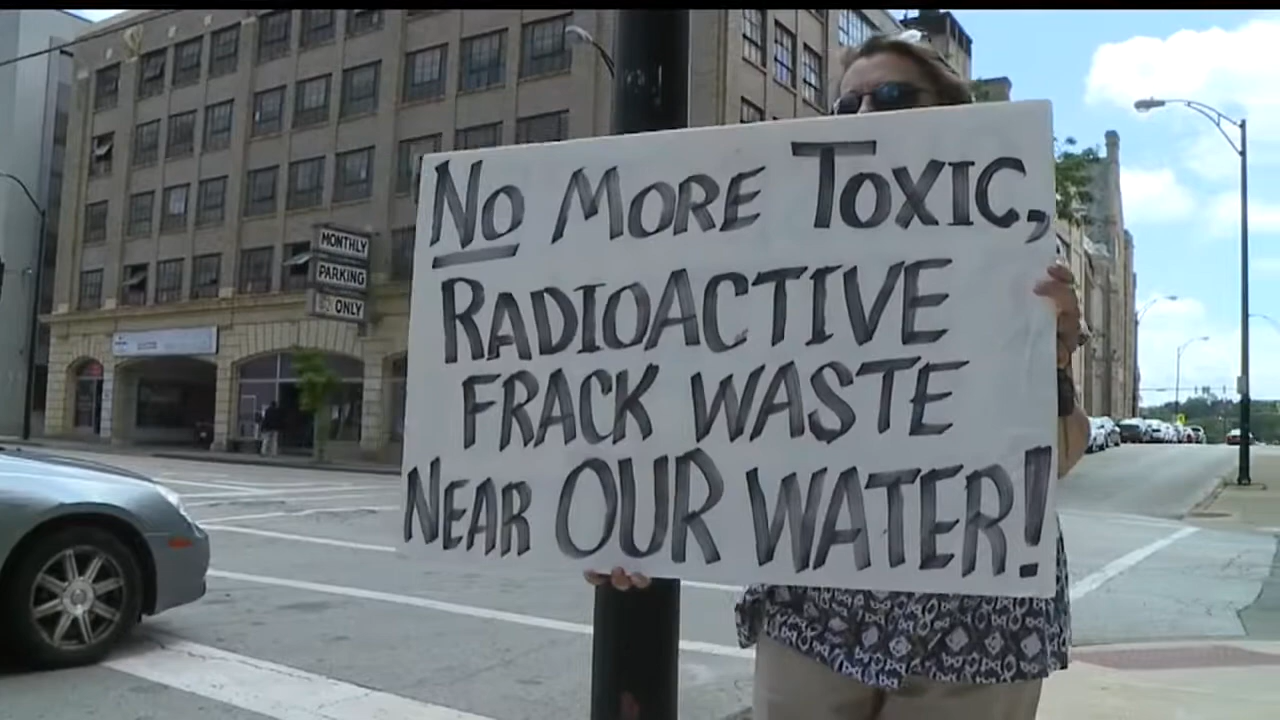 MONTHLY
PARKING
ONLY
No More Toxic,
RADIOACTIVE
FRACK WASTE
NEAR OUR WATER!